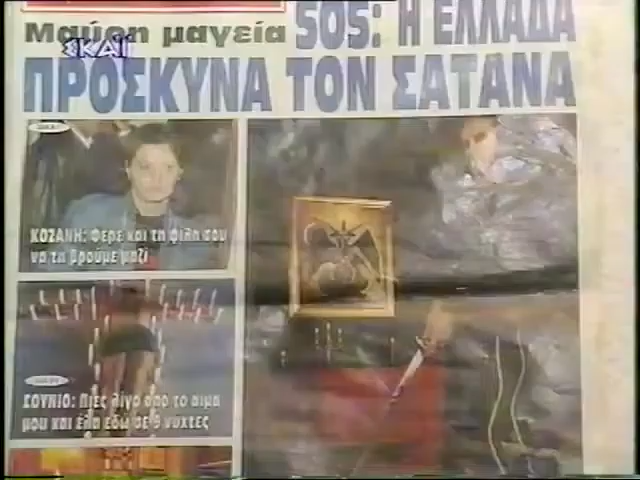 Μαύρη μαγεία
ΣΚΑΪ
SOS: Η ΕΛΛΑΔΑ
ΠΡΟΣΚΥΝΑ ΤΟΝ ΣΑΤΑΝΑ
ΚΟΖΑΝΗ: Φέρε και τη φίλη σου
να τα βρούμε μαζί
ΣΟΥΝΙΟ: Πιες λίγο από το αίμα
μου και έλα εδώ σε 9 νύχτες